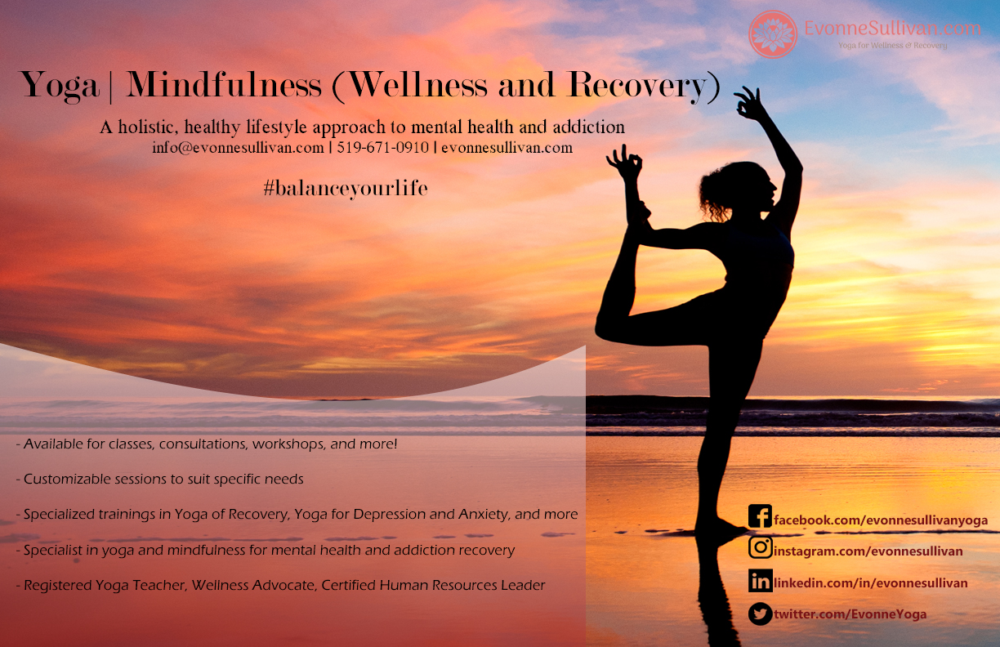 EvonneSullivan.com
Yoga for Wellness & Recovery
Yoga | Mindfulness (Wellness and Recovery)
A holistic, healthy lifestyle approach to mental health and addiction
info@evonnesullivan.com | 519-671-0910 | evonnesullivan.com
#balanceyourlife
- Available for classes, consultations, workshops, and more!
- Customizable sessions to suit specific needs
- Specialized trainings in Yoga of Recovery, Yoga for Depression and Anxiety, and more
- Specialist in yoga and mindfulness for mental health and addiction recovery
- Registered Yoga Teacher, Wellness Advocate, Certified Human Resources Leader
facebook.com/evonnesullivanyoga
instagram.com/evonnesullivan
linkedin.com/in/evonnesullivan
twitter.com/EvonneYoga